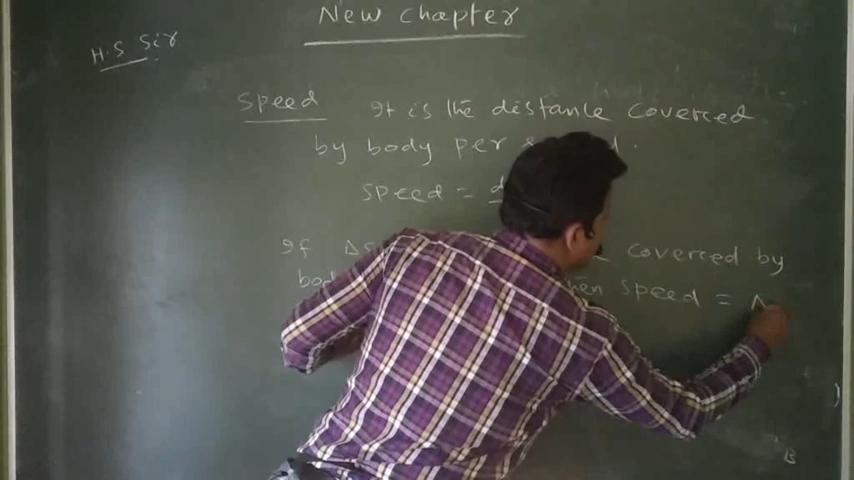 New chapter
H.S Sir
Speed It is the distance covered
by body per
Speed =
If covered by
speed =
B